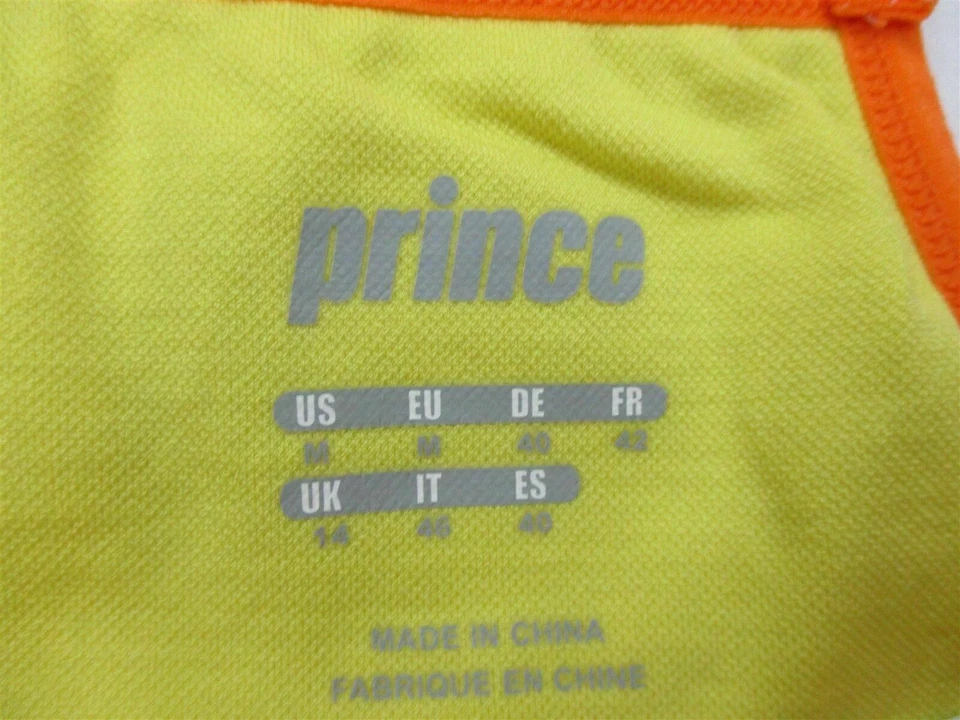 prince
US EU DE FR
M M 40 42
UK IT ES
14 46 40
MADE IN CHINA
FABRIQUE EN CHINE